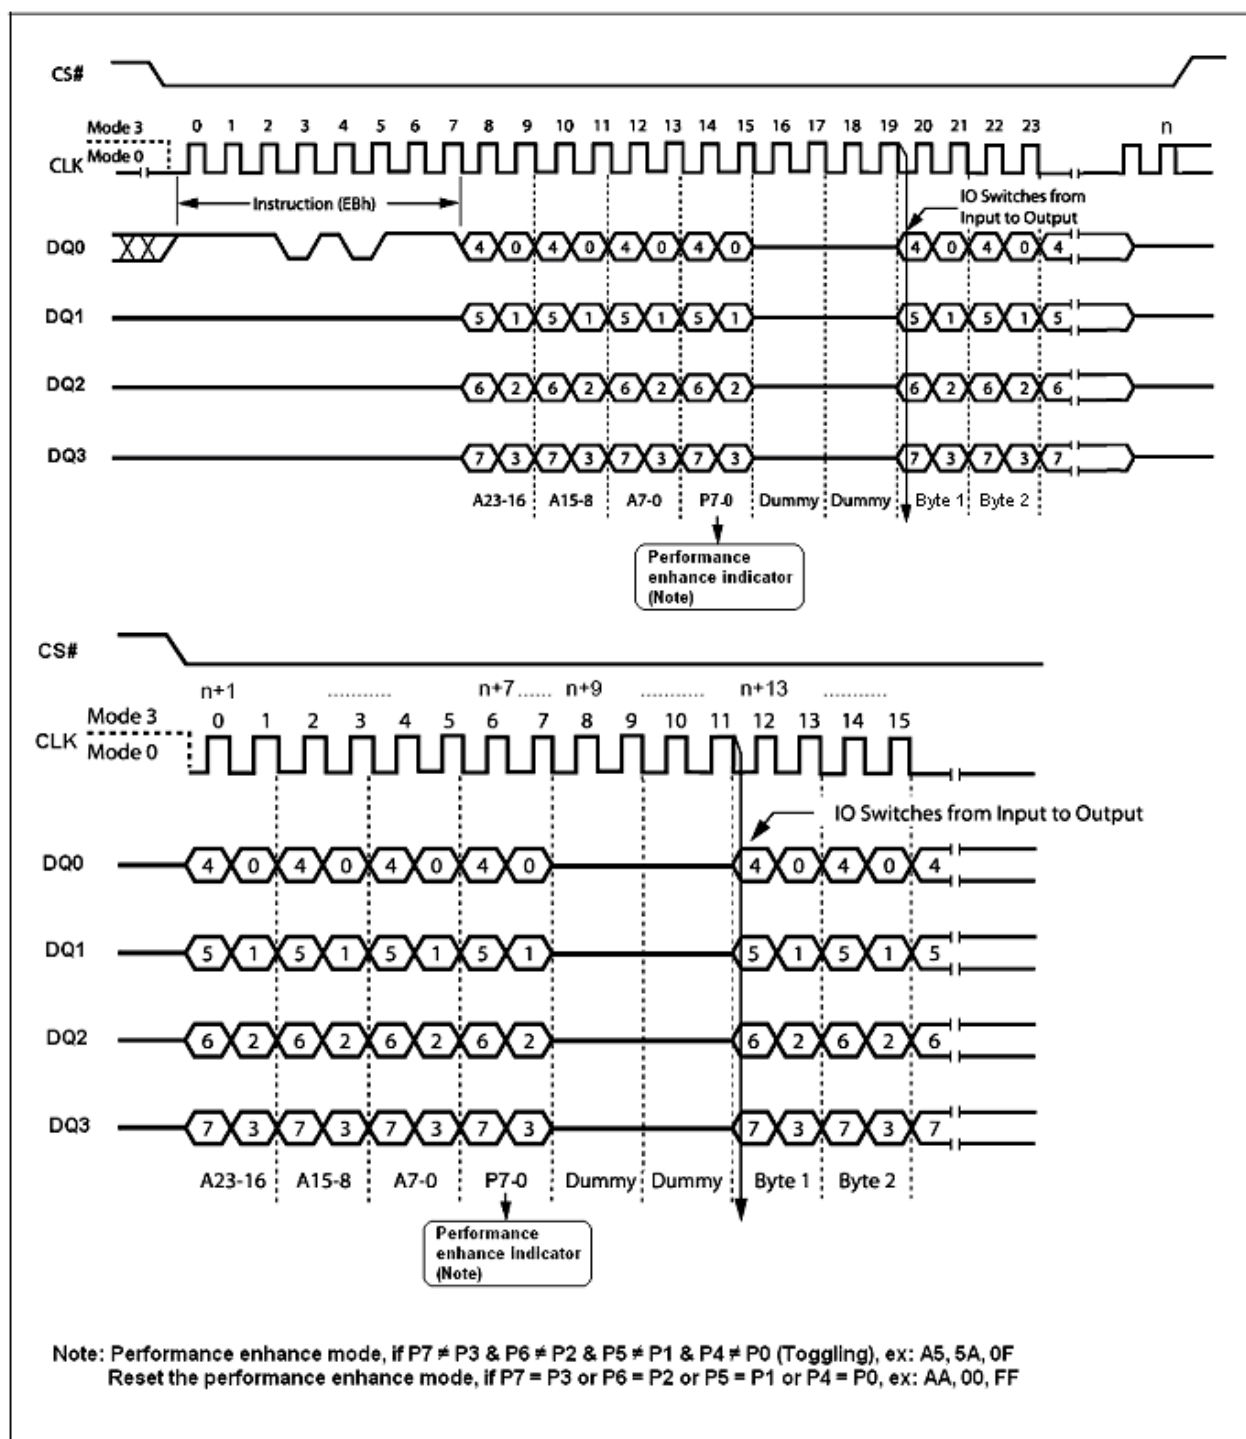 CS#
Mode 3
0 1 2 3 4 5 6 7 8 9 10 11 12 13 14 15 16 17 18 19 20 21 22 23 n
CLK Mode 0
Instruction (EBh)
IO Switches from
Input to Output
DQ0 4 0 4 0 4 0 4 0 4 0 4 0 4
DQ1 5 1 5 1 5 1 5 1 5 1 5 1 5
DQ2 6 2 6 2 6 2 6 2 6 2 6 2 6
DQ3 7 3 7 3 7 3 7 3 7 3 7 3 7
A23-16 A15-8 A7-0 P7-0 Dummy Dummy Byte 1 Byte 2
Performance
enhance indicator
(Note)
CS#
n+1 ........... n+7 ...... n+9 ........... n+13 ...........
Mode 3 0 1 2 3 4 5 6 7 8 9 10 11 12 13 14 15
CLK Mode 0
IO Switches from Input to Output
DQ0 4 0 4 0 4 0 4 0 4 0 4 0 4
DQ1 5 1 5 1 5 1 5 1 5 1 5 1 5
DQ2 6 2 6 2 6 2 6 2 6 2 6 2 6
DQ3 7 3 7 3 7 3 7 3 7 3 7 3 7
A23-16 A15-8 A7-0 P7-0 Dummy Dummy Byte 1 Byte 2
Performance
enhance indicator
(Note)
Note: Performance enhance mode, if P7 ≠ P3 & P6 ≠ P2 & P5 ≠ P1 & P4 ≠ P0 (Toggling), ex: A5, 5A, 0F
Reset the performance enhance mode, if P7 = P3 or P6 = P2 or P5 = P1 or P4 = P0, ex: AA, 00, FF